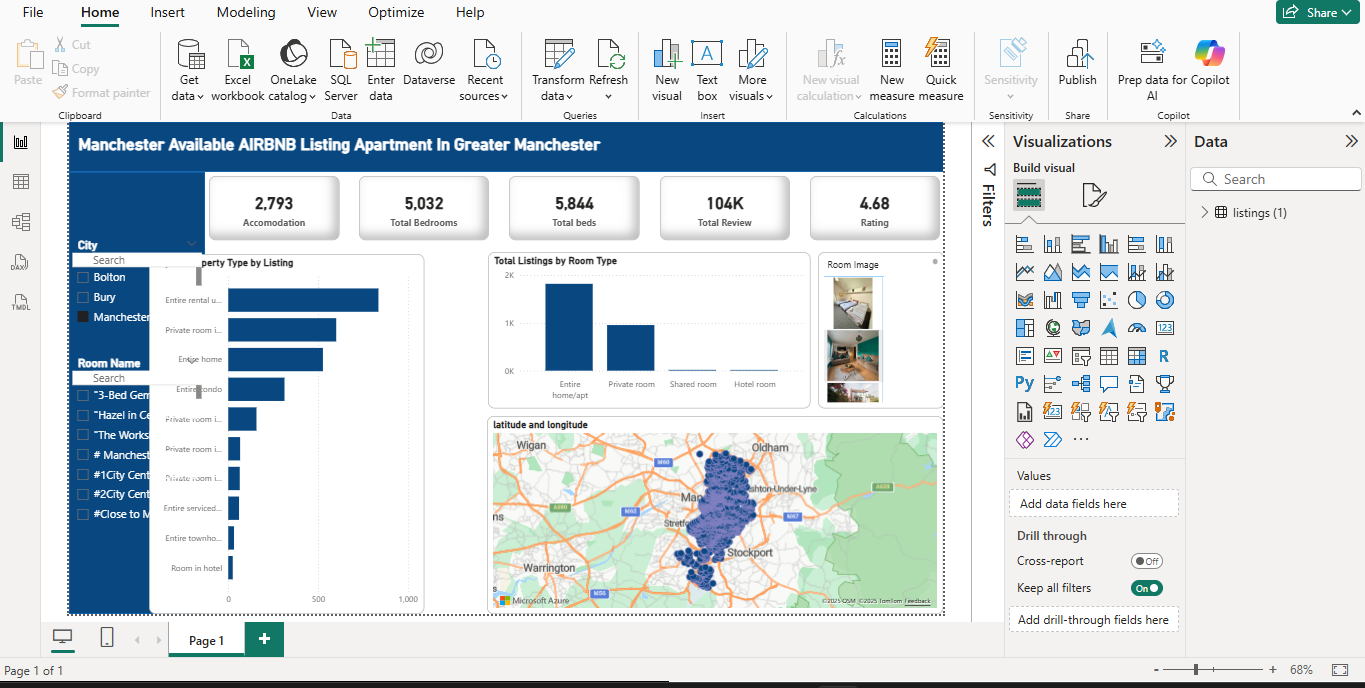 File Home Insert Modeling View Optimize Help Share
Paste
Cut
Copy
Format painter
Clipboard
Get data
Excel workbook
OneLake catalog
SQL Server
Enter data
Dataverse
Recent sources
Data
Transform data
Refresh
Queries
New visual
Text box
More visuals
Insert
New visual calculation
New measure
Quick measure
Calculations
Sensitivity
Sensitivity
Publish
Share
Prep data for AI
Copilot
Copilot
Manchester Available AIRBNB Listing Apartment In Greater Manchester
2,793
Accomodation
5,032
Total Bedrooms
5,844
Total beds
104K
Total Review
4.68
Rating
City
Search
Bolton
Bury
Manchester
Room Name
Search
"3-Bed Gem
"Hazel in Ce
"The Works
# Manchest
#1City Cent
#2City Cent
#Close to M
perty Type by Listing
Entire rental u...
Private room i...
Entire home
Entire condo
Private room i...
Private room i...
Private room i...
Entire serviced...
Entire townho...
Room in hotel
0 500 1,000
Total Listings by Room Type
2K
1K
0K
Entire home/apt
Private room
Shared room
Hotel room
Room Image
latitude and longitude
Wigan
Oldham
M60
Man
shton-Under-Lyne
A580
M62
M67
Stretf
Stockport
Warrington
M56
Microsoft Azure
©2025 OSM ©2025 TomTom Feedback
Filters
Visualizations
Build visual
Values
Add data fields here
Drill through
Cross-report Off
Keep all filters On
Add drill-through fields here
Data
Search
listings (1)
DAX
TMDL
Page 1
Page 1 of 1
- + 68%